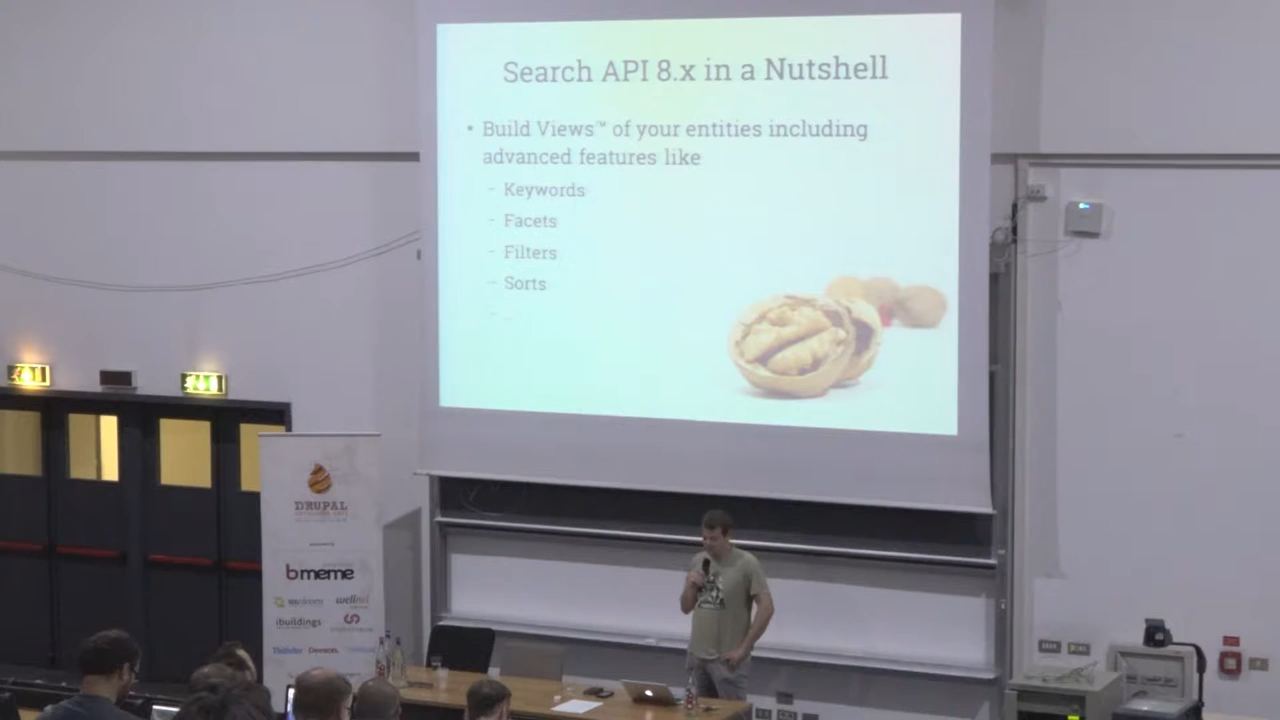 Search API 8.x in a Nutshell
• Build Views™ of your entities including
advanced features like
- Keywords
- Facets
- Filters
- Sorts
DRUPAL
bmeme
wellnet
ibuildings